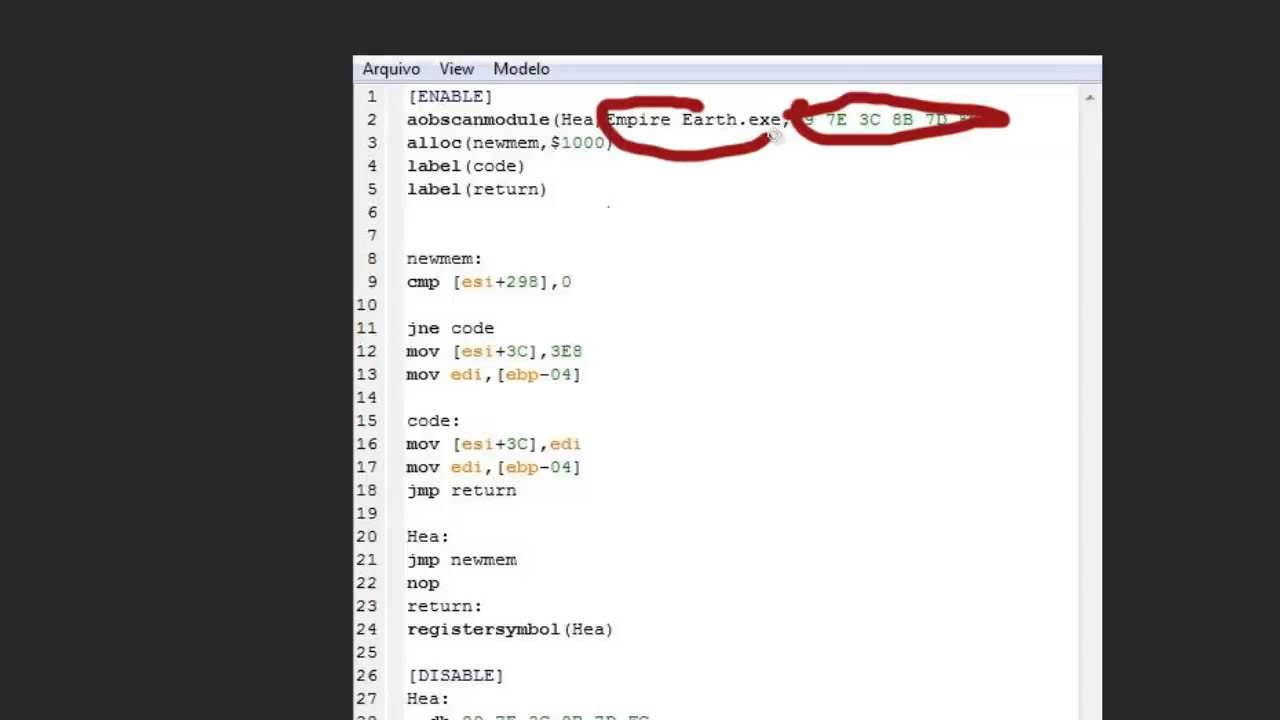 Arquivo View Modelo
1 [ENABLE]
2 aobscanmodule(Hea,Empire Earth.exe, 7E 3C 8B 7D
3 alloc(newmem,$1000)
4 label(code)
5 label(return)
6
7
8 newmem:
9 cmp [esi+298],0
10
11 jne code
12 mov [esi+3C],3E8
13 mov edi,[ebp-04]
14
15 code:
16 mov [esi+3C],edi
17 mov edi,[ebp-04]
18 jmp return
19
20 Hea:
21 jmp newmem
22 nop
23 return:
24 registersymbol(Hea)
25
26 [DISABLE]
27 Hea: